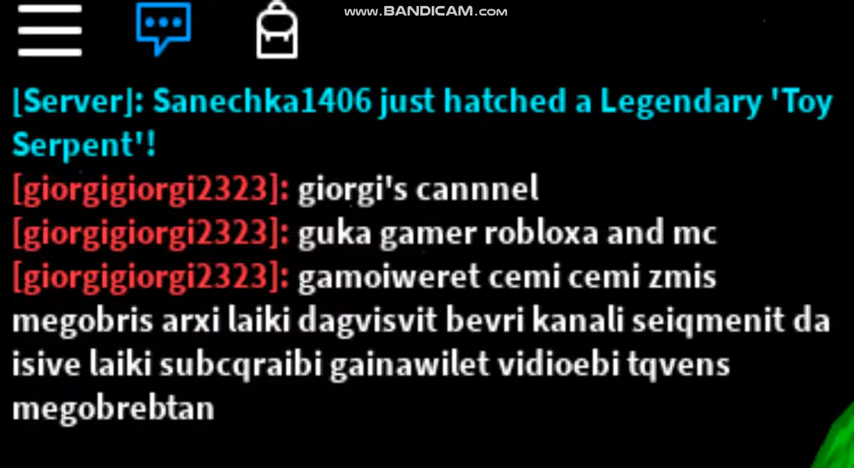 www.BANDICAM.com
[Server]: Sanechka1406 just hatched a Legendary 'Toy
Serpent'!
[giorgigiorgi2323]: giorgi's cannnel
[giorgigiorgi2323]: guka gamer robloxa and mc
[giorgigiorgi2323]: gamoiweret cemi cemi zmis
megobris arxi laiki dagvisvit bevri kanali seiqmenit da
isive laiki subcqraibi gainawilet vidioebi tqvens
megobrebtan